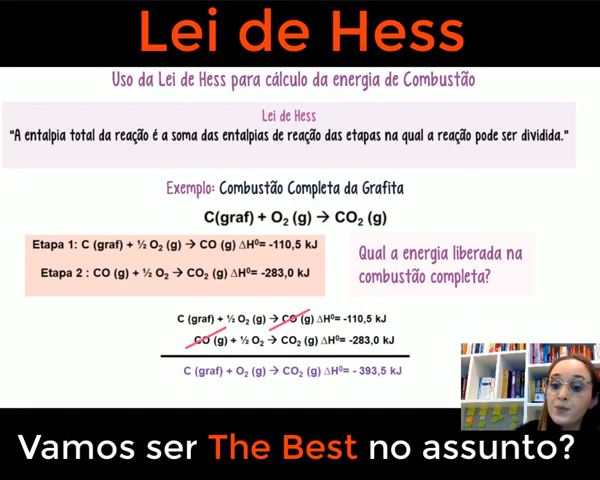 Lei de Hess
Uso da Lei de Hess para cálculo da energia de Combustão
Lei de Hess
"A entalpia total da reação é a soma das entalpias de reação das etapas na qual a reação pode ser dividida."
Exemplo: Combustão Completa da Grafita
C(graf) + O₂ (g) → CO₂ (g)
Etapa 1: C (graf) + ½ O₂ (g) → CO (g) ΔH⁰= -110,5 kJ
Etapa 2 : CO (g) + ½ O₂ → CO₂ (g) ΔH⁰= -283,0 kJ
Qual a energia liberada na
combustão completa?
C (graf) + ½ O₂ (g) → CO (g) ΔH⁰= -110,5 kJ
CO (g) + ½ O₂ → CO₂ (g) ΔH⁰= -283,0 kJ
C (graf) + O₂ (g) → CO₂ (g) ΔH⁰= - 393,5 kJ
Vamos ser The Best no assunto?